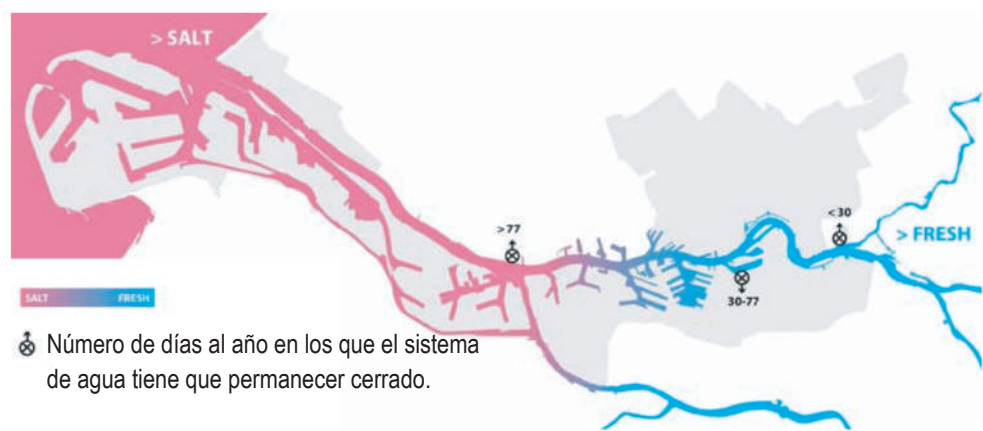 > SALT
<30
>77
> FRESH
30-77
SALT FRESH
Número de días al año en los que el sistema
de agua tiene que permanecer cerrado.